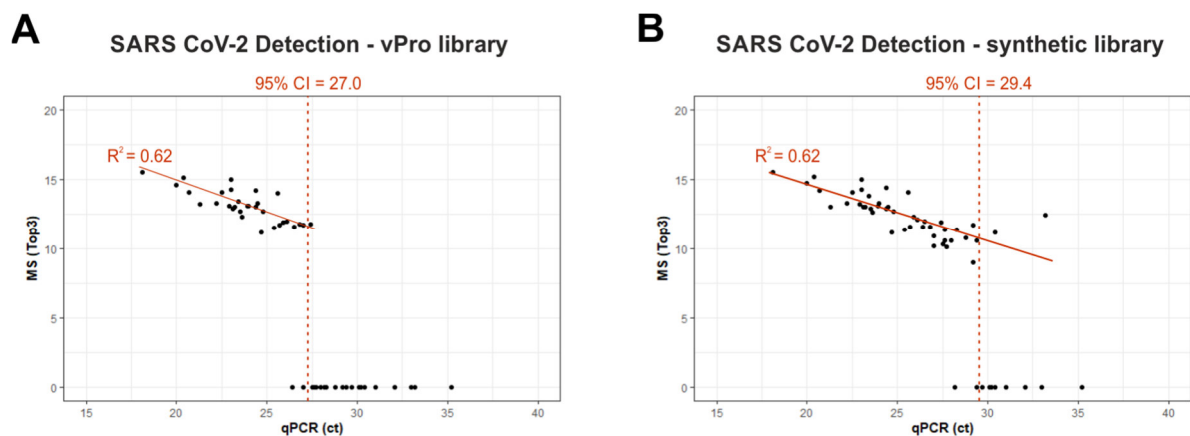 A
SARS CoV-2 Detection - vPro library
95% CI = 27.0
R² = 0.62
20
15
10
5
0
MS (Top3)
15 20 25 30 35 40
qPCR (ct)
B
SARS CoV-2 Detection - synthetic library
95% CI = 29.4
R² = 0.62
20
15
10
5
0
MS (Top3)
15 20 25 30 35 40
qPCR (ct)